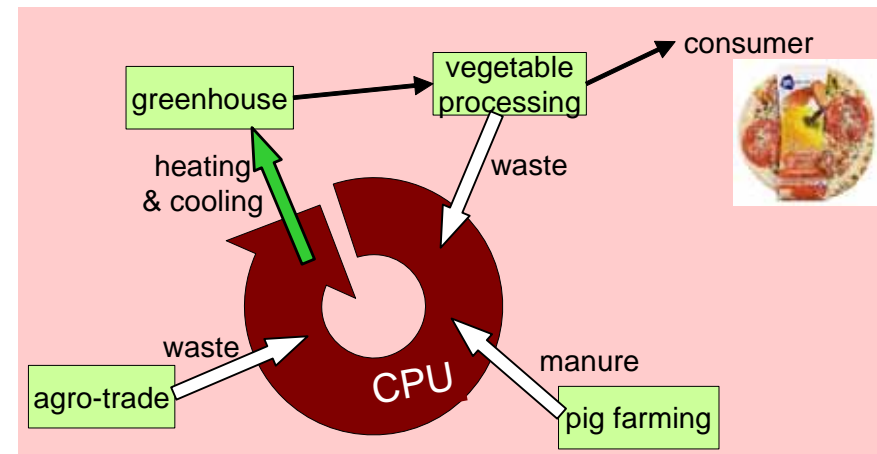 consumer
vegetable
processing
greenhouse
heating
& cooling
waste
waste
CPU
manure
agro-trade
pig farming